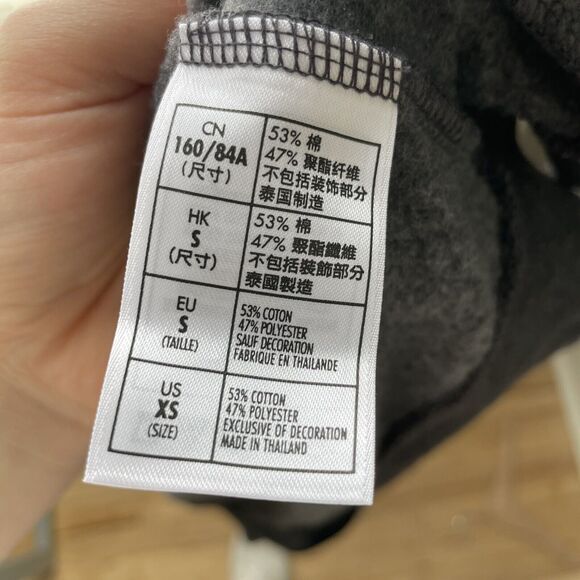 CN
160/84A
(尺寸)
53% 棉
47% 聚酯纤维
不包括装饰部分
泰国制造
HK
S
(尺寸)
53% 棉
47% 聚酯纖維
不包括裝飾部分
泰國製造
EU
S
(TAILLE)
53% COTON
47% POLYESTER
SAUF DECORATION
FABRIQUE EN THAILANDE
US
XS
(SIZE)
53% COTTON
47% POLYESTER
EXCLUSIVE OF DECORATION
MADE IN THAILAND